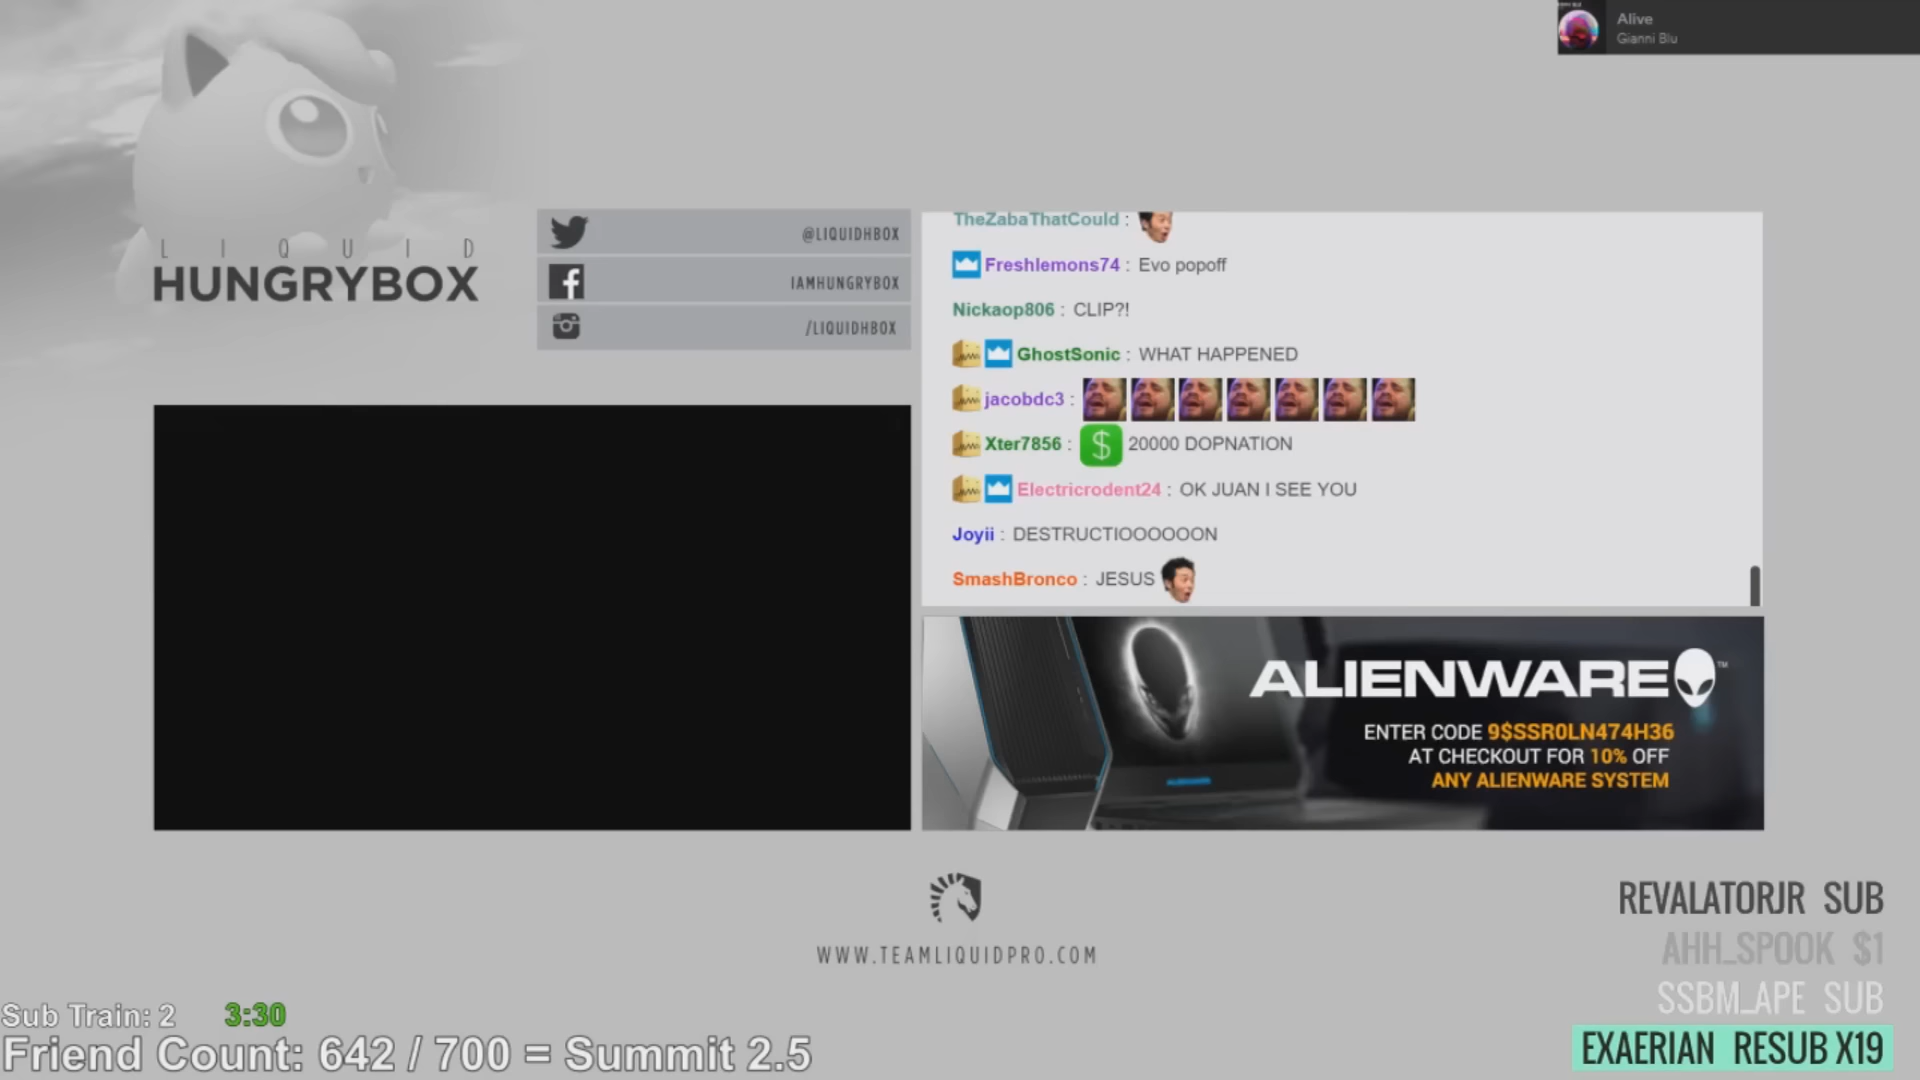 Alive
Gianni Blu
LIQUID
HUNGRYBOX
@LIQUIDHBOX
IAMHUNGRYBOX
/LIQUIDHBOX
TheZabaThatCould :
Freshlemons74 : Evo popoff
Nickaop806 : CLIP?!
GhostSonic : WHAT HAPPENED
jacobdc3 :
Xter7856 : $ 20000 DOPNATION
Electricrodent24 : OK JUAN I SEE YOU
Joyii : DESTRUCTIOOOOOON
SmashBronco : JESUS
ALIENWARE™
ENTER CODE 9$SSR0LN474H36
AT CHECKOUT FOR 10% OFF
ANY ALIENWARE SYSTEM
ALIENWARE
WWW.TEAMLIQUIDPRO.COM
REVALATORJR SUB
AHH_SPOOK $1
SSBM_APE SUB
EXAERIAN RESUB X19
Sub Train: 2 3:30
Friend Count: 642 / 700 = Summit 2.5